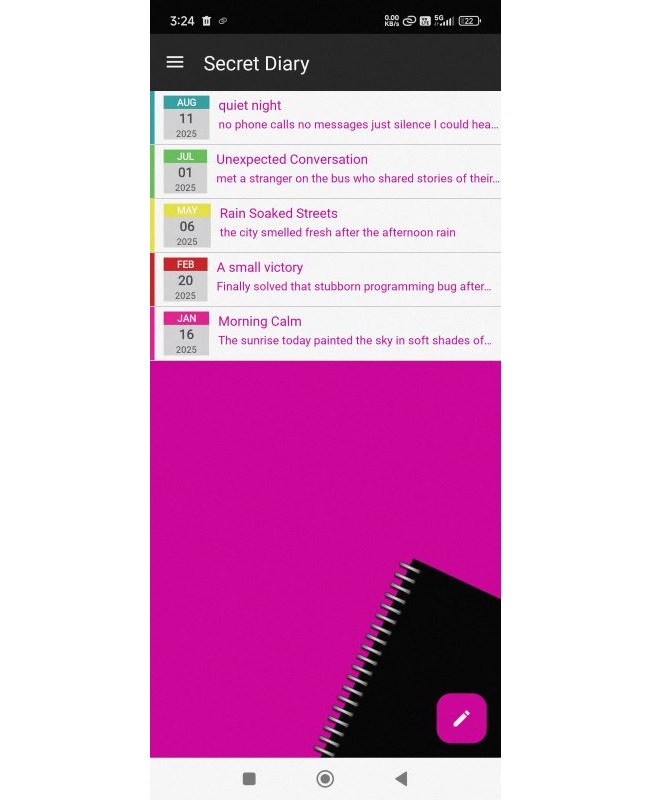 3:24 0.00 KB/s 5G 22
Secret Diary
AUG
11
2025
quiet night
no phone calls no messages just silence I could hea...
JUL
01
2025
Unexpected Conversation
met a stranger on the bus who shared stories of their...
MAY
06
2025
Rain Soaked Streets
the city smelled fresh after the afternoon rain
FEB
20
2025
A small victory
Finally solved that stubborn programming bug after...
JAN
16
2025
Morning Calm
The sunrise today painted the sky in soft shades of...